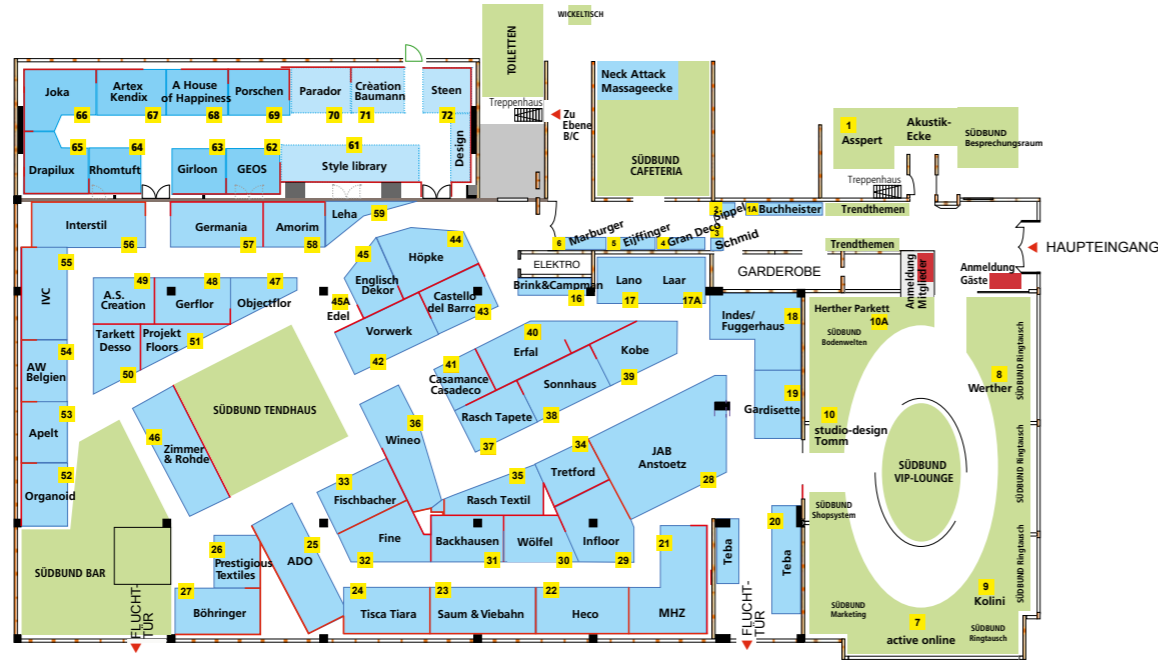 WICKELTISCH
TOILETTEN
Treppenhaus
Zu
Ebene
B/C
Neck Attack
Massageecke
SÜDBUND
CAFETERIA
1
Asspert
Akustik-
Ecke
SÜDBUND
Besprechungsraum
Treppenhaus
Joka
66
Artex
Kendix
67
A House
of Happiness
68
Porschen
69
Parador
70
Crèation
Baumann
71
Steen
72
Design
65
Drapilux
64
Rhomtuft
63
Girloon
62
GEOS
61
Style library
Interstil
56
Germania
57
Amorim
58
Leha
59
6
Marburger
5
Eijffinger
4
Gran Deco
2
Dippel
3
Schmid
1A
Buchheister
Trendthemen
Trendthemen
HAUPTEINGANG
ELEKTRO
GARDEROBE
Anmeldung
Mitglieder
Anmeldung
Gäste
55
IVC
49
A.S.
Creation
48
Gerflor
47
Objectflor
45
Englisch
Dekor
44
Höpke
45A
Edel
Castello
del Barro
43
Vorwerk
42
Brink&Campman
16
Lano
17
Laar
17A
Indes/
Fuggerhaus
18
Herther Parkett
10A
SÜDBUND
Bodenwelten
54
AW
Belgien
Tarkett
Desso
50
Projekt
Floors
51
40
Erfal
41
Casamance
Casadeco
Kobe
39
Sonnhaus
38
Rasch Tapete
37
19
Gardisette
8
Werther
SÜDBUND Ringtausch
SÜDBUND Ringtausch
SÜDBUND Ringtausch
53
Apelt
SÜDBUND TENDHAUS
46
Zimmer
& Rohde
36
Wineo
10
studio-design
Tomm
SÜDBUND
VIP-LOUNGE
52
Organoid
33
Fischbacher
35
Rasch Textil
34
Tretford
JAB
Anstoetz
28
SÜDBUND
Shopsystem
SÜDBUND BAR
26
Prestigious
Textiles
25
ADO
Fine
32
Backhausen
31
Wölfel
30
Infloor
29
21
Teba
20
Teba
27
Böhringer
24
Tisca Tiara
23
Saum & Viebahn
22
Heco
MHZ
9
Kolini
SÜDBUND
Marketing
7
active online
SÜDBUND
Ringtausch
FLUCHT-
TÜR
FLUCHT-
TÜR